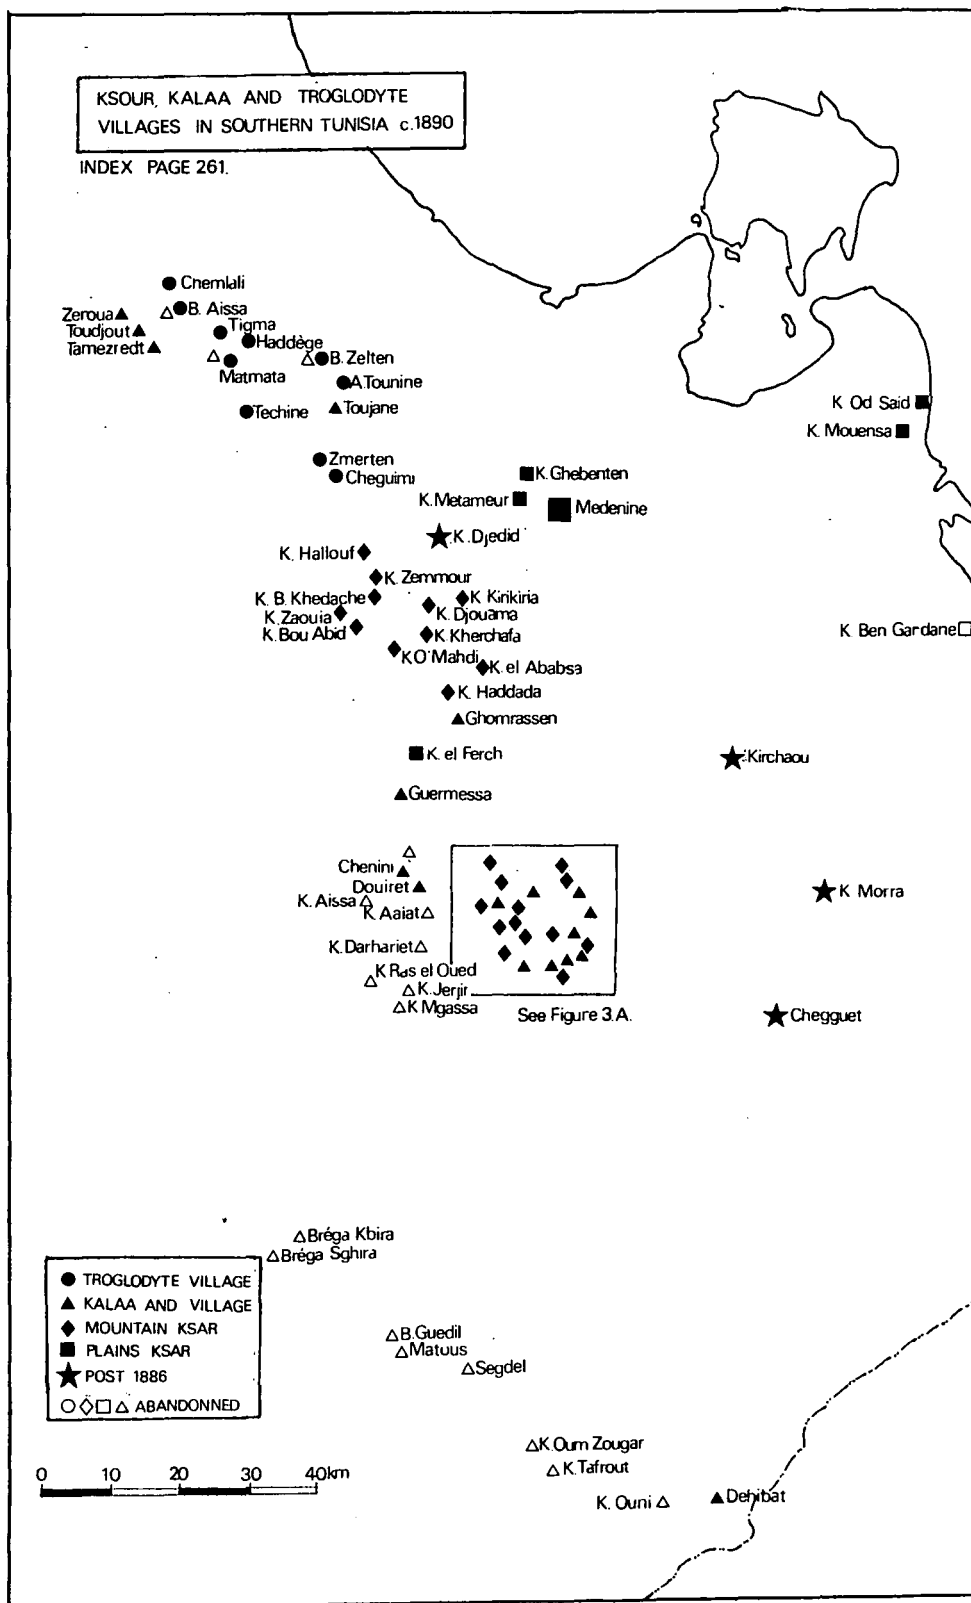 KSOUR, KALAA AND TROGLODYTE
VILLAGES IN SOUTHERN TUNISIA c.1890
INDEX PAGE 261.
Chemlali
Zeroua
B. Aissa
Toudjout
Tigma
Tamezredt
Haddège
B. Zelten
Matmata
A.Tounine
Techine
Toujane
K Od Said
K. Mouensa
Zmerten
Cheguimi
K.Ghebenten
K.Metameur
Medenine
K.Djedid
K. Hallouf
K. Zemmour
K. B. Khedache
K Kirikiria
K.Zaouia
K. Djouama
K.Bou Abid
K. Kherchafa
K Ben Gardane
K O'Mahdi
K. el Ababsa
K. Haddada
Ghomrassen
K. el Ferch
Kirchaou
Guermessa
Chenini
Douiret
K. Aissa
K. Aaiat
K Morra
K. Darhariet
K Ras el Oued
K. Jerjir
K Mgassa
See Figure 3.A.
Chegguet
Bréga Kbira
Bréga Sghira
TROGLODYTE VILLAGE
KALAA AND VILLAGE
MOUNTAIN KSAR
PLAINS KSAR
POST 1886
ABANDONNED
B.Guedil
Matous
Segdel
K.Oum Zougar
K.Tafrout
K. Ouni
Dehibat
0 10 20 30 40km